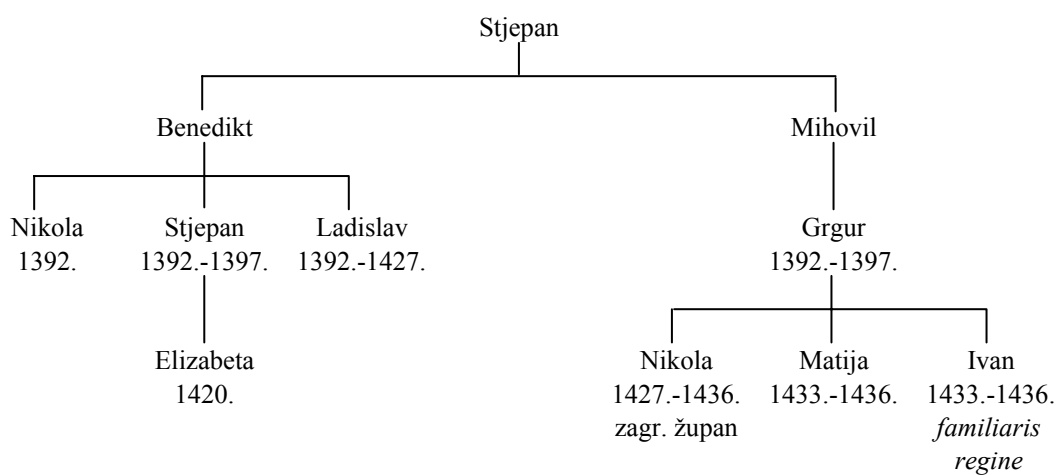 Stjepan
Benedikt Mihovil
Nikola Stjepan Ladislav Grgur
1392. 1392.-1397. 1392.-1427. 1392.-1397.
Elizabeta Nikola Matija Ivan
1420. 1427.-1436. 1433.-1436. 1433.-1436.
zagr. župan familiaris
regine